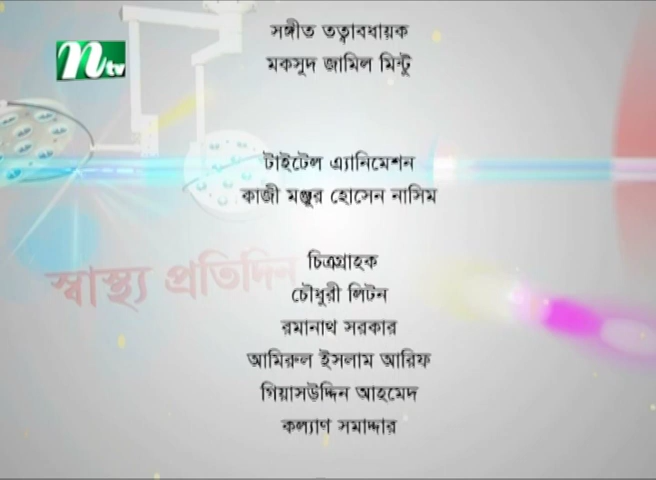 ntv
সঙ্গীত তত্ত্বাবধায়ক
মকসুদ জামিল মিন্টু
টাইটেল এ্যানিমেশন
কাজী মঞ্জুর হোসেন নাসিম
স্বাস্থ্য প্রতিদিন
চিত্রগ্রাহক
চৌধুরী লিটন
রমানাথ সরকার
আমিরুল ইসলাম আরিফ
গিয়াসউদ্দিন আহমেদ
কল্যাণ সমাদ্দার